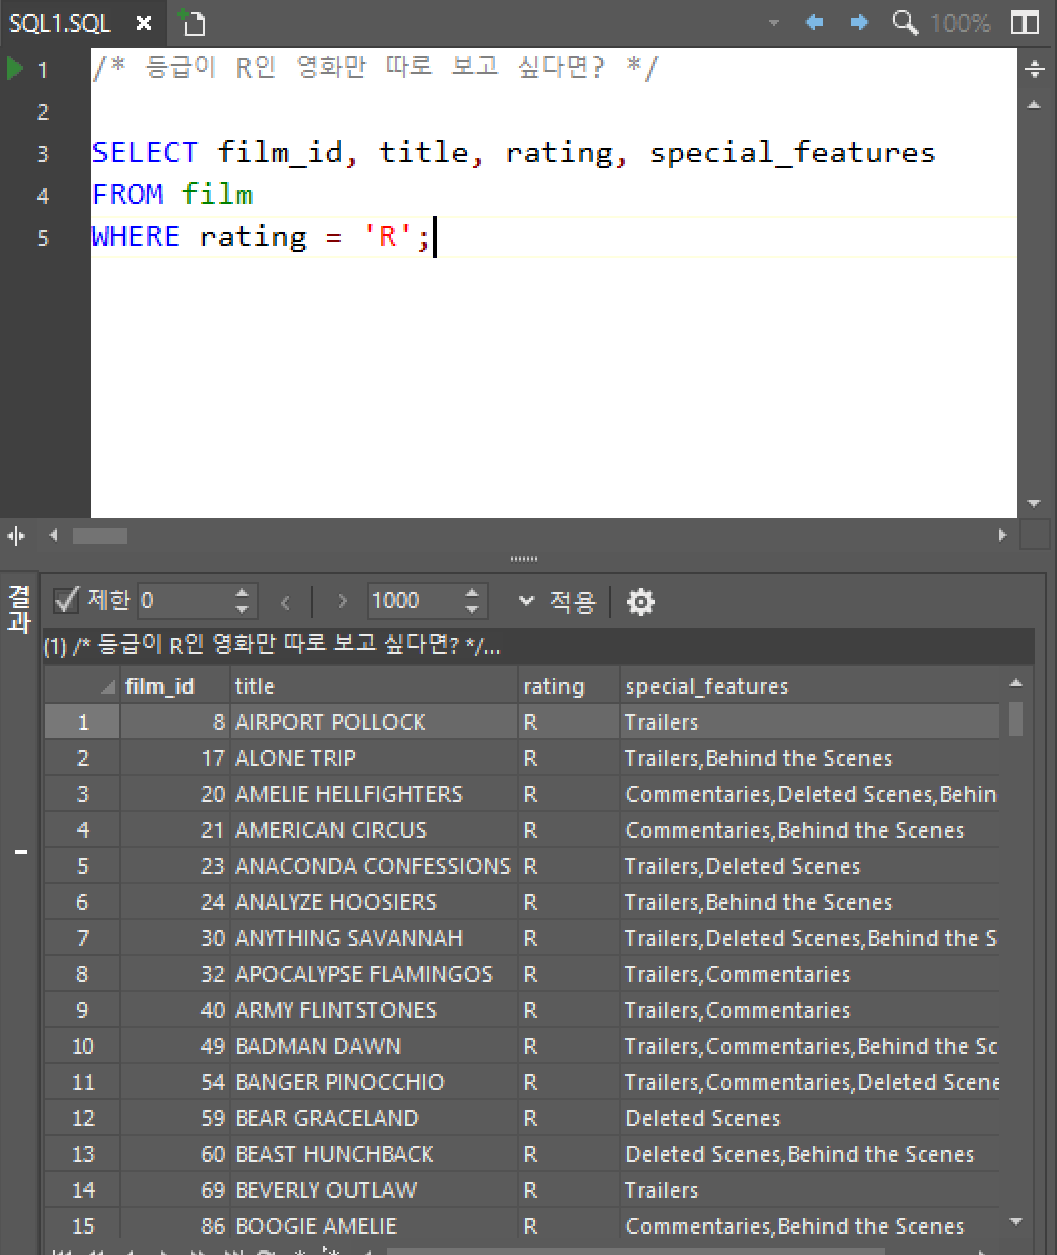 SQL1.SQL
100%
1 /* 등급이 R인 영화만 따로 보고 싶다면? */
2
3 SELECT film_id, title, rating, special_features
4 FROM film
5 WHERE rating = 'R';
결과
제한 0 1000 적용
(1) /* 등급이 R인 영화만 따로 보고 싶다면? */...
film_id title rating special_features
1 8 AIRPORT POLLOCK R Trailers
2 17 ALONE TRIP R Trailers,Behind the Scenes
3 20 AMELIE HELLFIGHTERS R Commentaries,Deleted Scenes,Behin
4 21 AMERICAN CIRCUS R Commentaries,Behind the Scenes
5 23 ANACONDA CONFESSIONS R Trailers,Deleted Scenes
6 24 ANALYZE HOOSIERS R Trailers,Behind the Scenes
7 30 ANYTHING SAVANNAH R Trailers,Deleted Scenes,Behind the S
8 32 APOCALYPSE FLAMINGOS R Trailers,Commentaries
9 40 ARMY FLINTSTONES R Trailers,Commentaries
10 49 BADMAN DAWN R Trailers,Commentaries,Behind the Sc
11 54 BANGER PINOCCHIO R Trailers,Commentaries,Deleted Scene
12 59 BEAR GRACELAND R Deleted Scenes
13 60 BEAST HUNCHBACK R Deleted Scenes,Behind the Scenes
14 69 BEVERLY OUTLAW R Trailers
15 86 BOOGIE AMELIE R Commentaries,Behind the Scenes